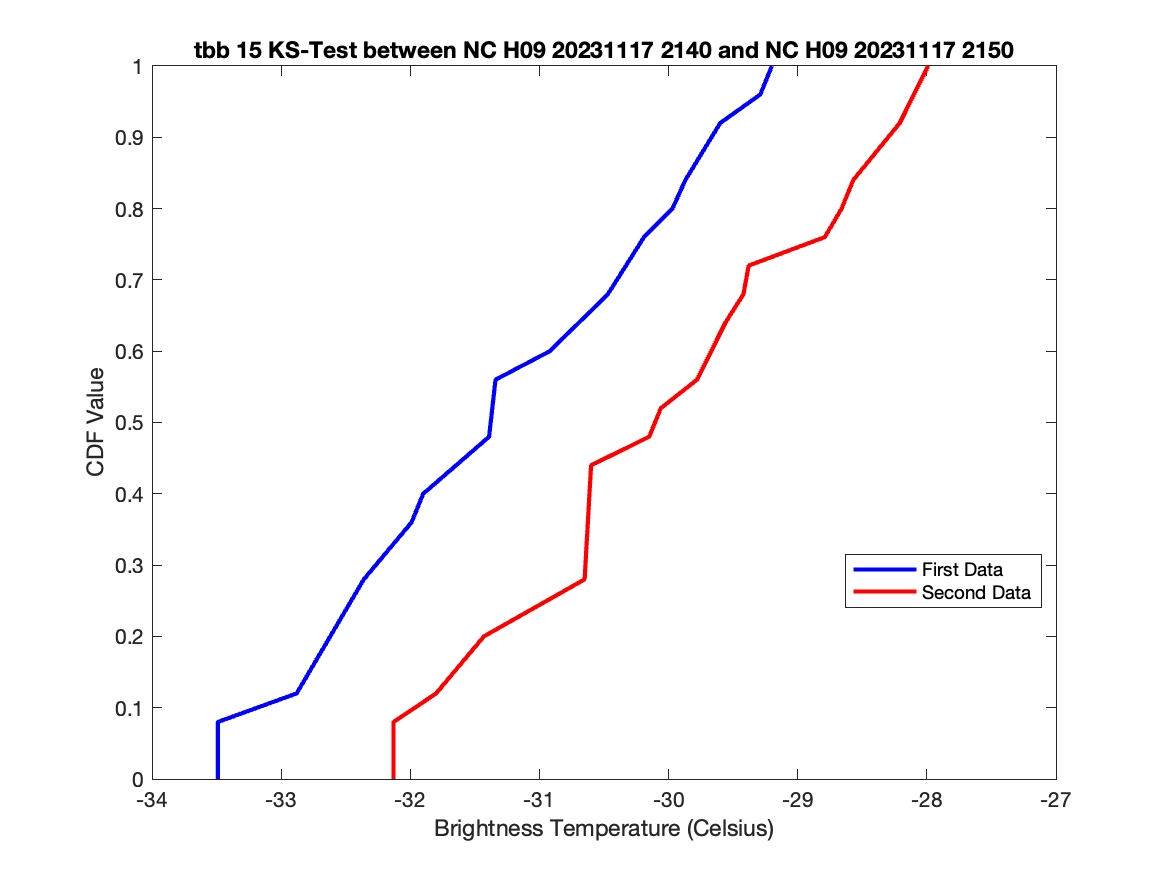 tbb 15 KS-Test between NC H09 20231117 2140 and NC H09 20231117 2150
1
0.9
0.8
0.7
0.6
0.5
0.4
0.3
0.2
0.1
0
CDF Value
First Data
Second Data
-34 -33 -32 -31 -30 -29 -28 -27
Brightness Temperature (Celsius)